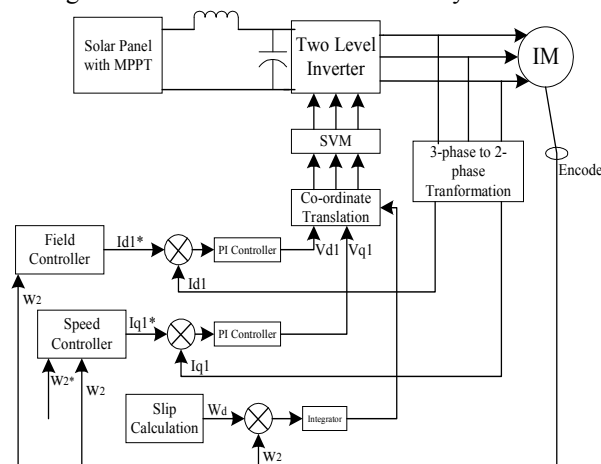 Solar Panel
with MPPT
Two Level
Inverter
IM
SVM
3-phase to 2-
phase
Tranformation
Encode
Co-ordinate
Translation
Field
Controller
Id1*
PI Controller
Vd1
Vq1
Id1
W2
Speed
Controller
Iq1*
PI Controller
Iq1
W2*
W2
Slip
Calculation
Wd
Integrator
W2